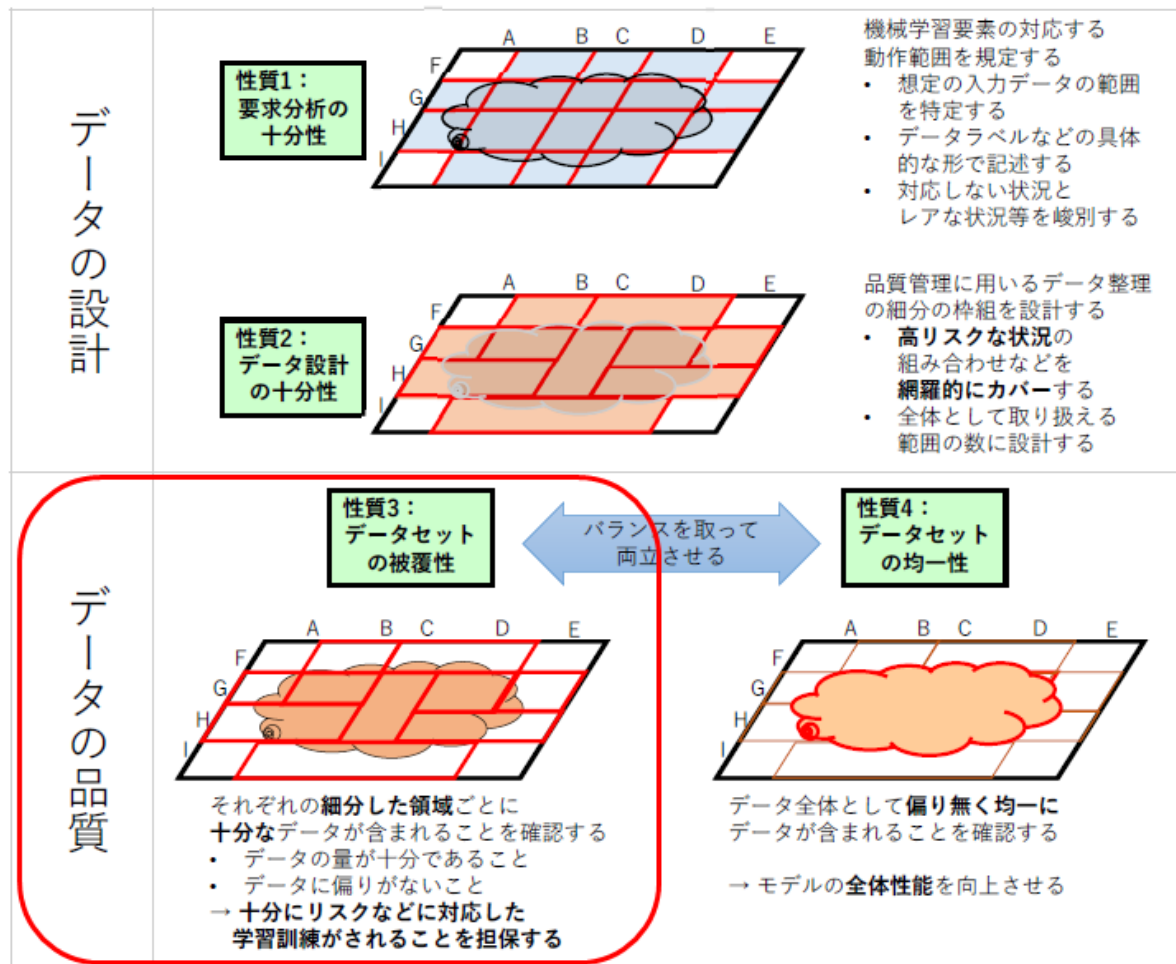 データの設計
性質1：
要求分析の
十分性
A B C D E
F
G
H
I
機械学習要素の対応する
動作範囲を規定する
• 想定の入力データの範囲
を特定する
• データラベルなどの具体
的な形で記述する
• 対応しない状況と
レアな状況等を峻別する
性質2：
データ設計
の十分性
A B C D E
F
G
H
I
品質管理に用いるデータ整理
の細分の枠組を設計する
• 高リスクな状況の
組み合わせなどを
網羅的にカバーする
• 全体として取り扱える
範囲の数に設計する
データの品質
性質3：
データセット
の被覆性
バランスを取って
両立させる
性質4：
データセット
の均一性
A B C D E
F
G
H
I
それぞれの細分した領域ごとに
十分なデータが含まれることを確認する
• データの量が十分であること
• データに偏りがないこと
→ 十分にリスクなどに対応した
学習訓練がされることを担保する
A B C D E
F
G
H
I
データ全体として偏り無く均一に
データが含まれることを確認する
→ モデルの全体性能を向上させる